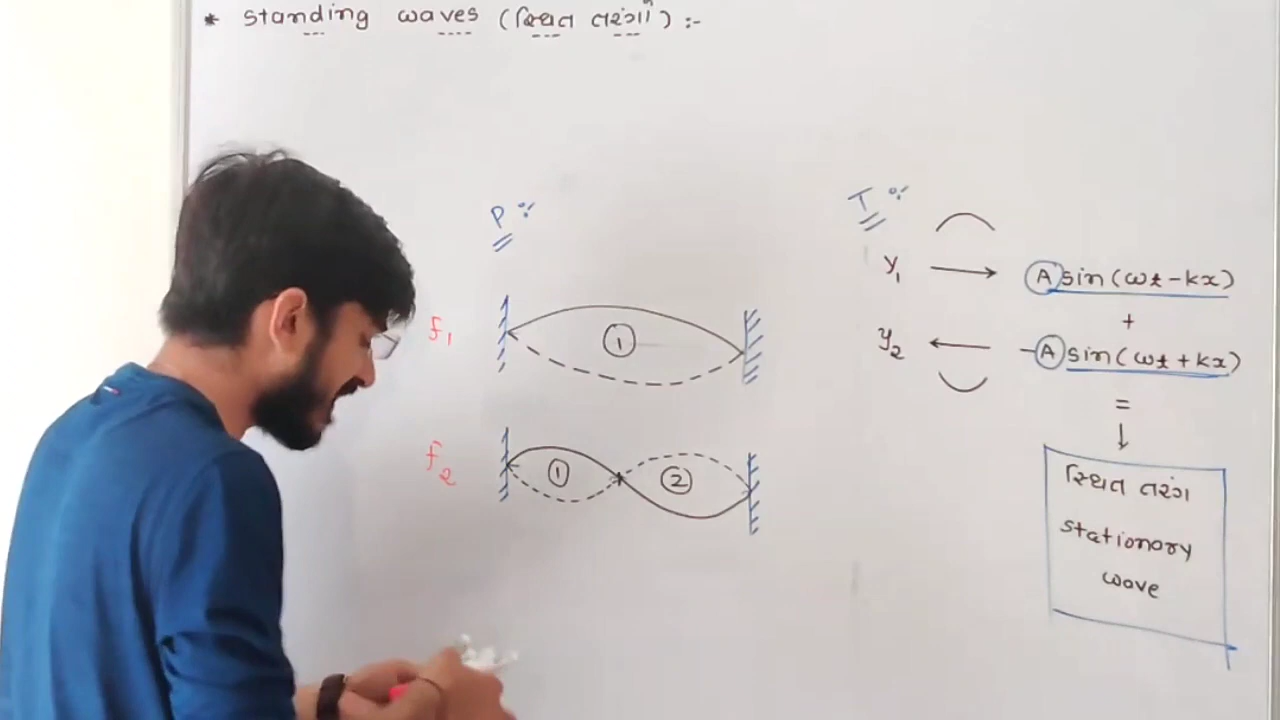 * Standing waves (સ્થિત તરંગો) :-
P :
T :
f₁
①
y₁ → A sin(ωt-kx)
+
y₂ ← -A sin(ωt+kx)
=
↓
f₂
① ②
સ્થિત તરંગ
stationary
wave